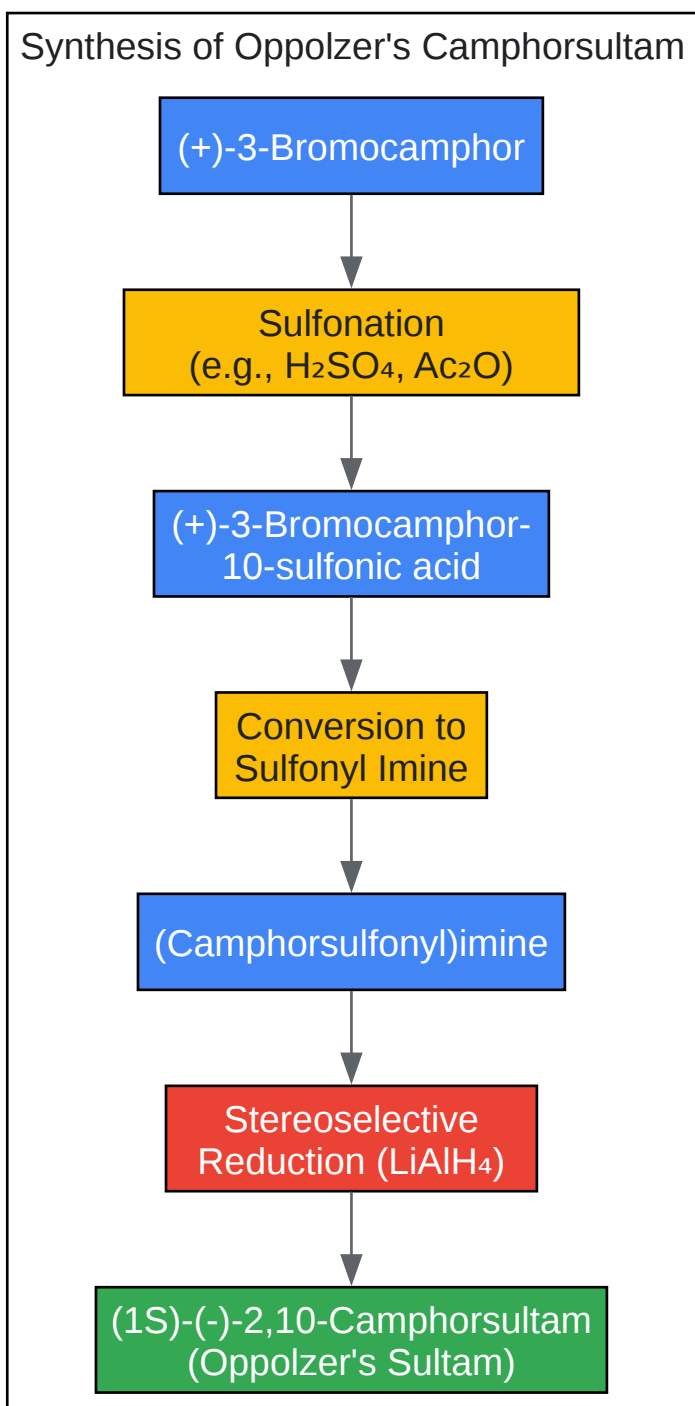 Synthesis of Oppolzer's Camphorsultam
(+)-3-Bromocamphor
Sulfonation
(e.g., H₂SO₄, Ac₂O)
(+)-3-Bromocamphor-
10-sulfonic acid
Conversion to
Sulfonyl Imine
(Camphorsulfonyl)imine
Stereoselective
Reduction (LiAlH₄)
(1S)-(-)-2,10-Camphorsultam
(Oppolzer's Sultam)